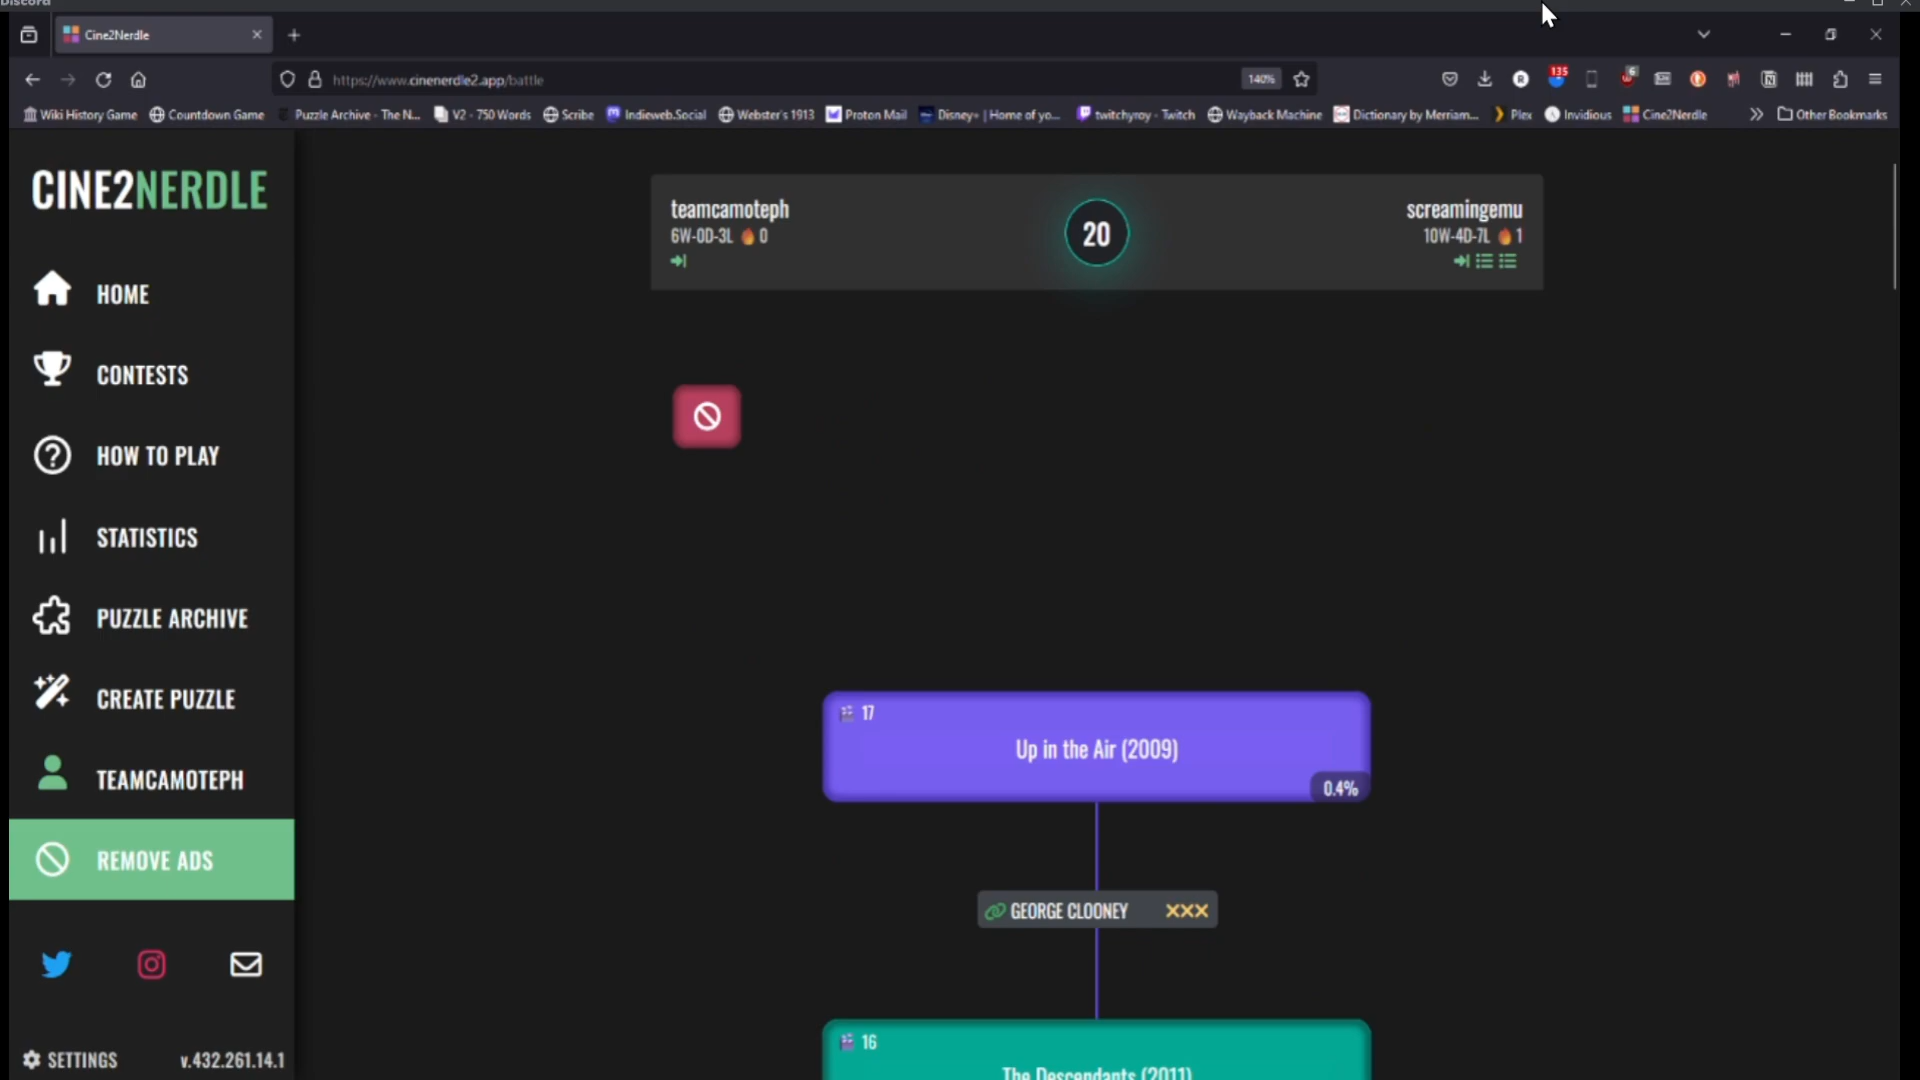 Discord
Cine2Nerdle
https://www.cinenerdle2.app/battle
140%
135
6
Wiki History Game
Countdown Game
Puzzle Archive - The N...
V2 - 750 Words
Scribe
Indieweb.Social
Webster's 1913
Proton Mail
Disney+ | Home of yo...
twitchyroy - Twitch
Wayback Machine
Dictionary by Merriam...
Plex
Invidious
Cine2Nerdle
Other Bookmarks
CINE2NERDLE
HOME
CONTESTS
HOW TO PLAY
STATISTICS
PUZZLE ARCHIVE
CREATE PUZZLE
TEAMCAMOTEPH
REMOVE ADS
SETTINGS
v.432.261.14.1
teamcamoteph
6W-0D-3L 🔥 0
20
screamingemu
10W-4D-7L 🔥 1
17
Up in the Air (2009)
0.4%
GEORGE CLOONEY XXX
16
The Descendants (2011)